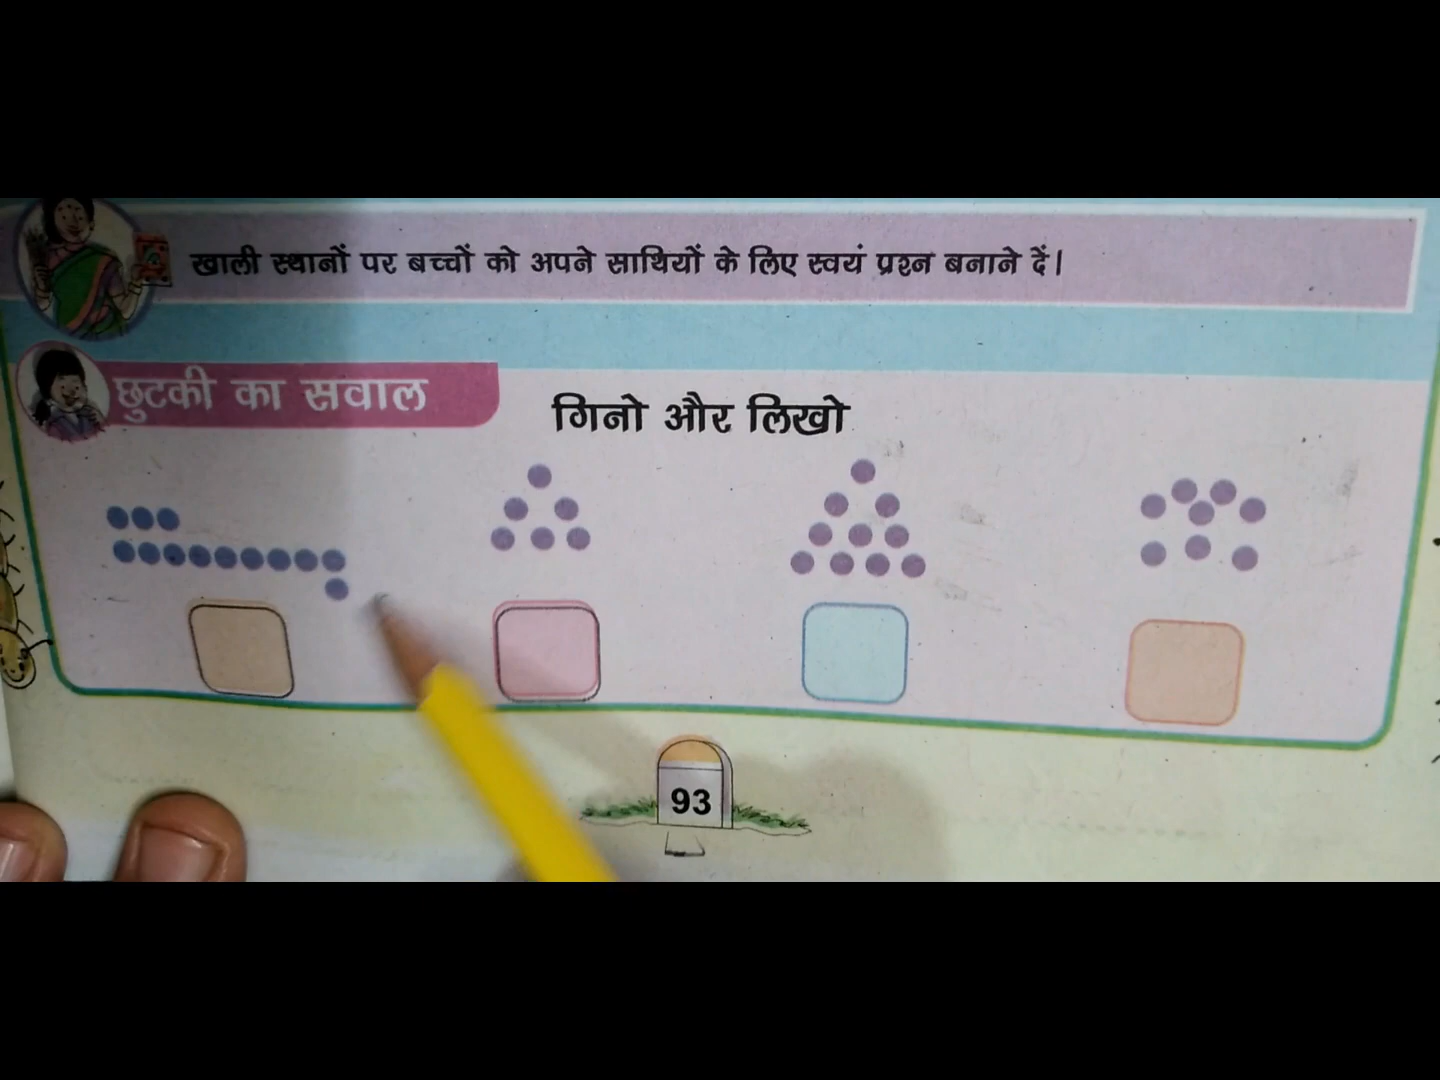 खाली स्थानों पर बच्चों को अपने साथियों के लिए स्वयं प्रश्न बनाने दें।
छुटकी का सवाल
गिनो और लिखो
93